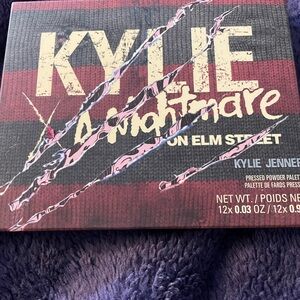 KYLIE
A Nightmare
ON ELM STREET
KYLIE JENNER
PRESSED POWDER PALET
PALETTE DE FARDS PRESS
NET WT. / POIDS NE
12x 0.03 OZ / 12x 0.9